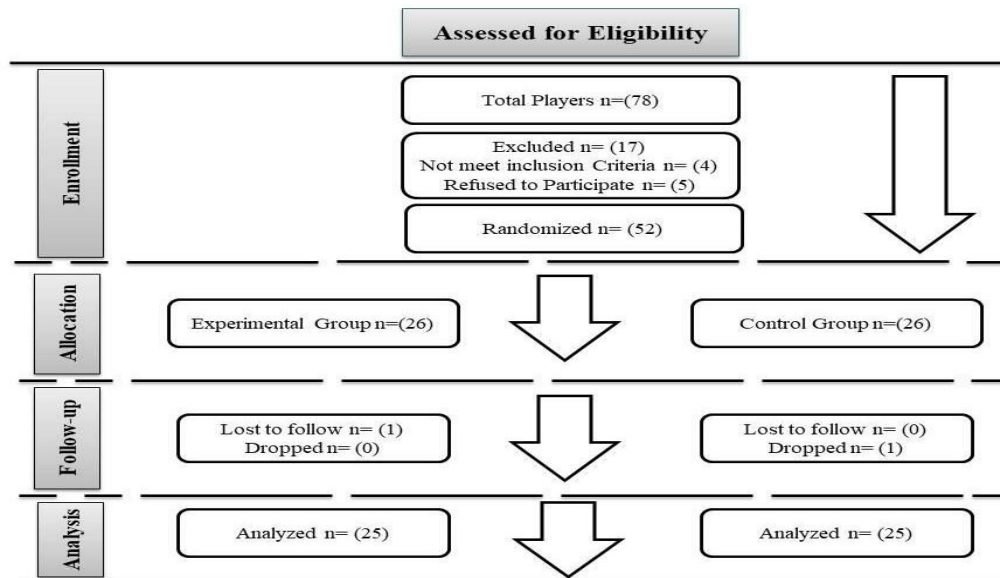 Assessed for Eligibility
Enrollment
Total Players n=(78)
Excluded n= (17)
Not meet inclusion Criteria n= (4)
Refused to Participate n= (5)
Randomized n= (52)
Allocation
Experimental Group n=(26)
Control Group n=(26)
Follow-up
Lost to follow n= (1)
Dropped n= (0)
Lost to follow n= (0)
Dropped n= (1)
Analysis
Analyzed n= (25)
Analyzed n= (25)